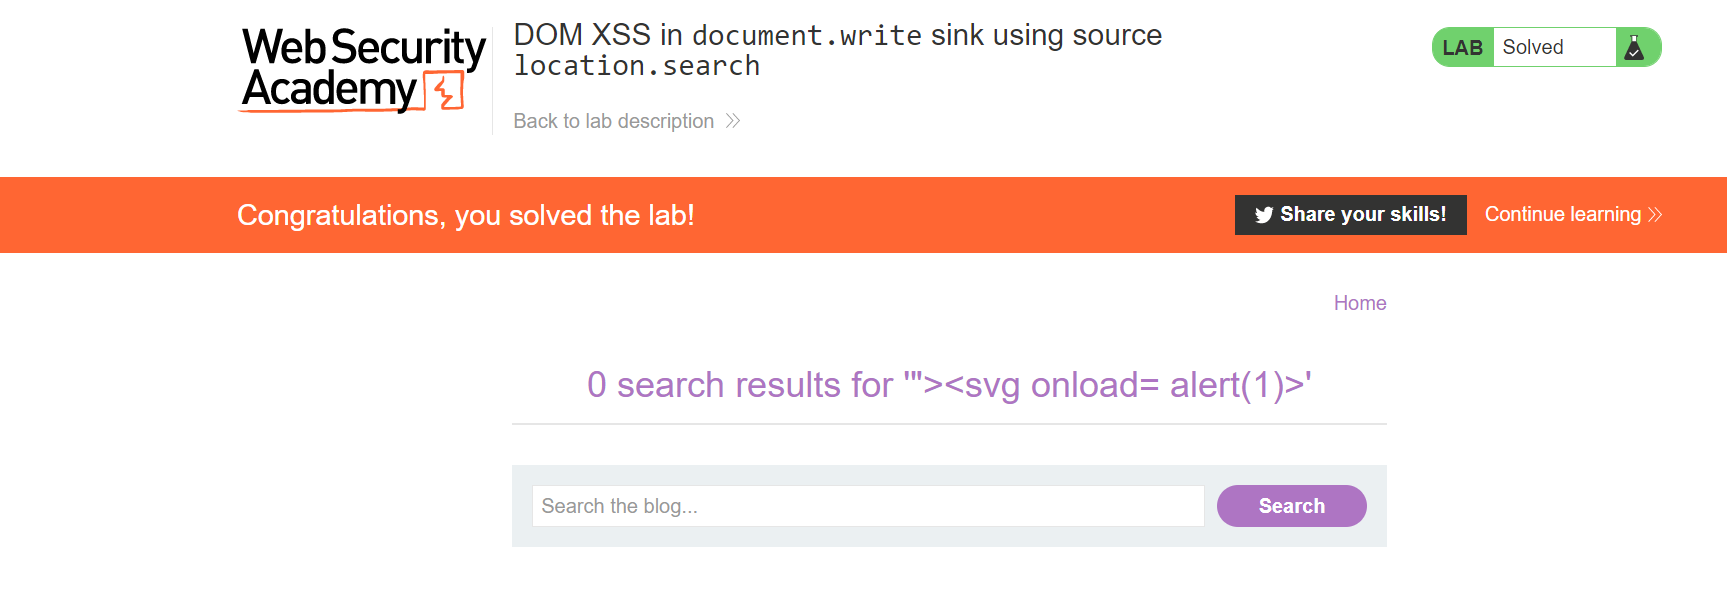 Web Security
Academy
DOM XSS in document.write sink using source
location.search
Back to lab description
LAB Solved
Congratulations, you solved the lab!
Share your skills!
Continue learning
Home
0 search results for '"><svg onload= alert(1)>'
Search the blog...
Search